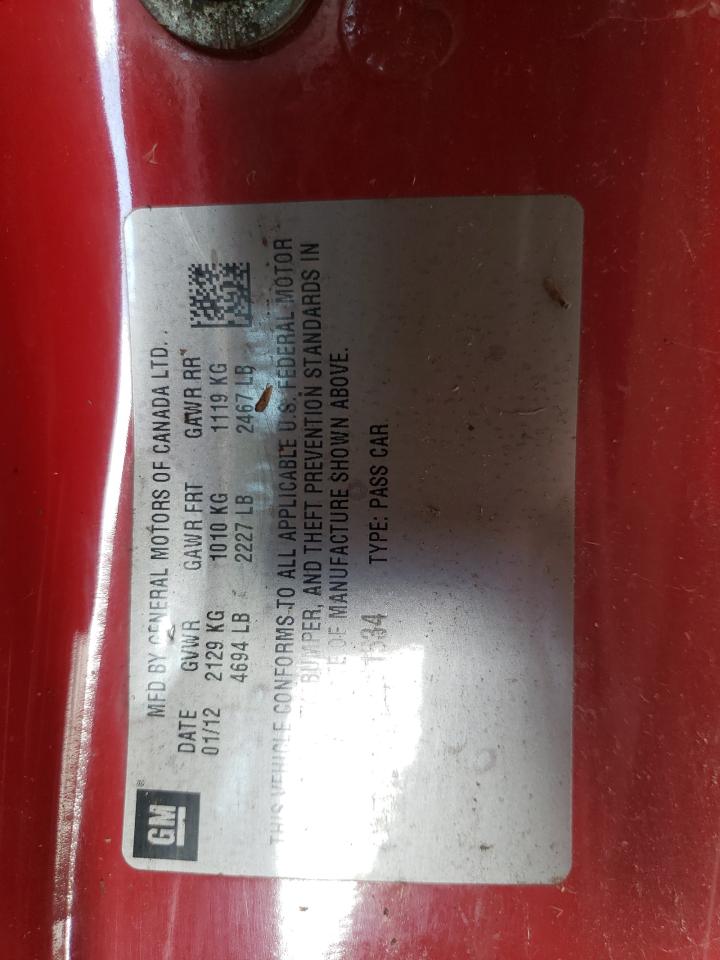 GM ®
MFD BY GENERAL MOTORS OF CANADA LTD.
DATE GVWR GAWR FRT GAWR RR
01/12 2129 KG 1010 KG 1119 KG
4694 LB 2227 LB 2467 LB
THIS VEHICLE CONFORMS TO ALL APPLICABLE U.S. FEDERAL MOTOR
BUMPER, AND THEFT PREVENTION STANDARDS IN
OF MANUFACTURE SHOWN ABOVE.
TYPE: PASS CAR